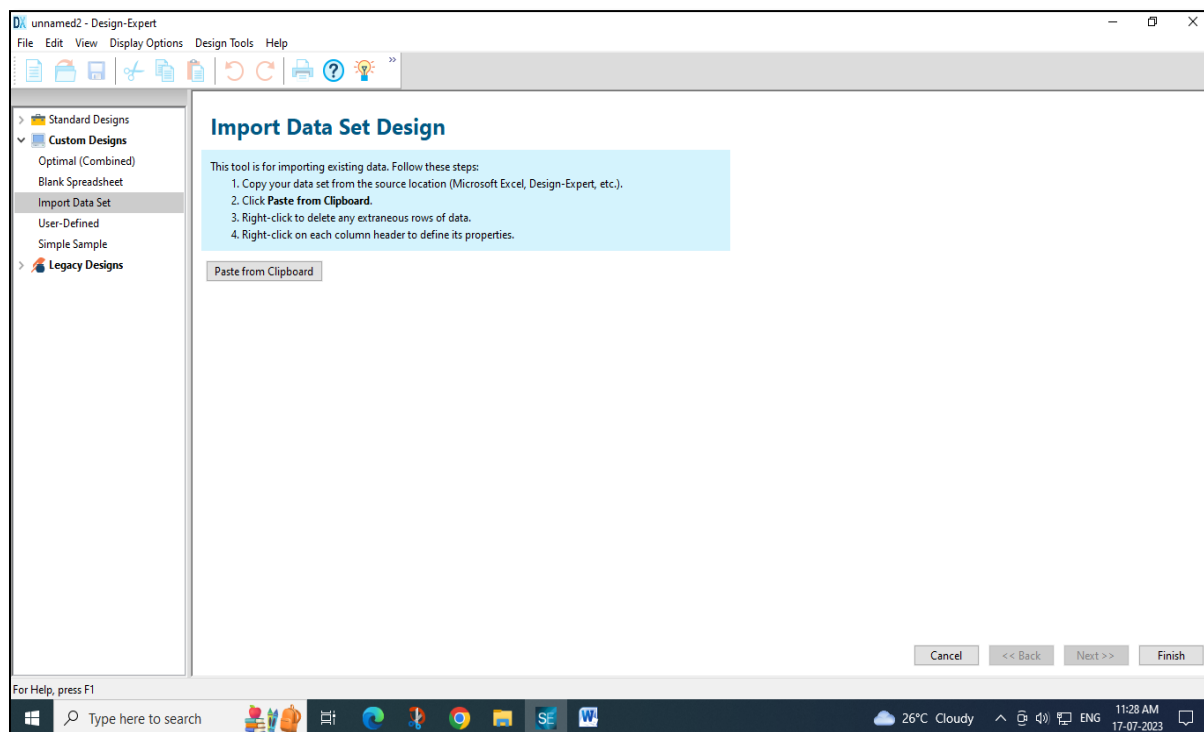 DX unnamed2 - Design-Expert
File Edit View Display Options Design Tools Help
Standard Designs
Custom Designs
Optimal (Combined)
Blank Spreadsheet
Import Data Set
User-Defined
Simple Sample
Legacy Designs
Import Data Set Design
This tool is for importing existing data. Follow these steps:
1. Copy your data set from the source location (Microsoft Excel, Design-Expert, etc.).
2. Click Paste from Clipboard.
3. Right-click to delete any extraneous rows of data.
4. Right-click on each column header to define its properties.
Paste from Clipboard
Cancel << Back Next >> Finish
For Help, press F1
Type here to search
SE
W
26°C Cloudy
ENG
11:28 AM
17-07-2023